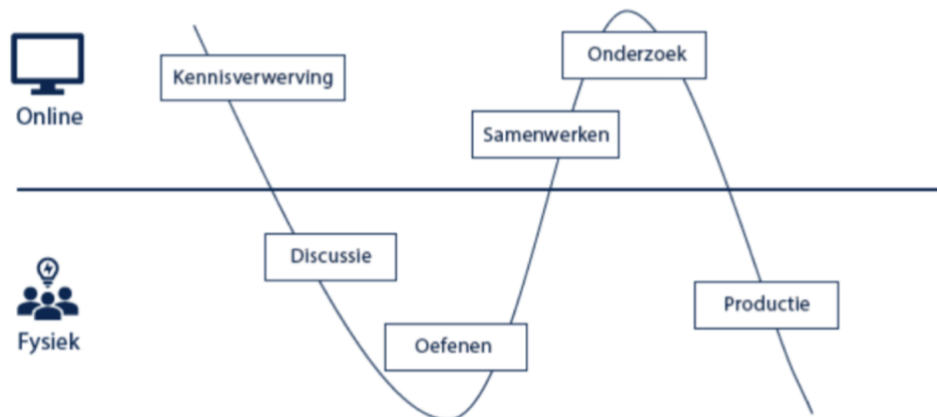 Online
Kennisverwerving
Onderzoek
Samenwerken
Discussie
Oefenen
Productie
Fysiek